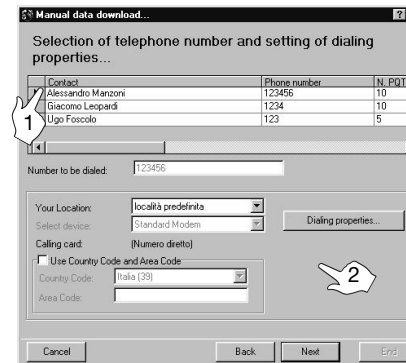 Manual data download...
?
Selection of telephone number and setting of dialing
properties...
Contact Phone number N. PQT
Alessandro Manzoni 123456 10
Giacomo Leopardi 1234 10
Ugo Foscolo 123 5
1
Number to be dialed: 123456
Your Location: località predefinita
Dialing properties...
Select device: Standard Modem
Calling card: (Numero diretto)
Use Country Code and Area Code
2
Country Code: Italia (39)
Area Code:
Cancel Back Next End